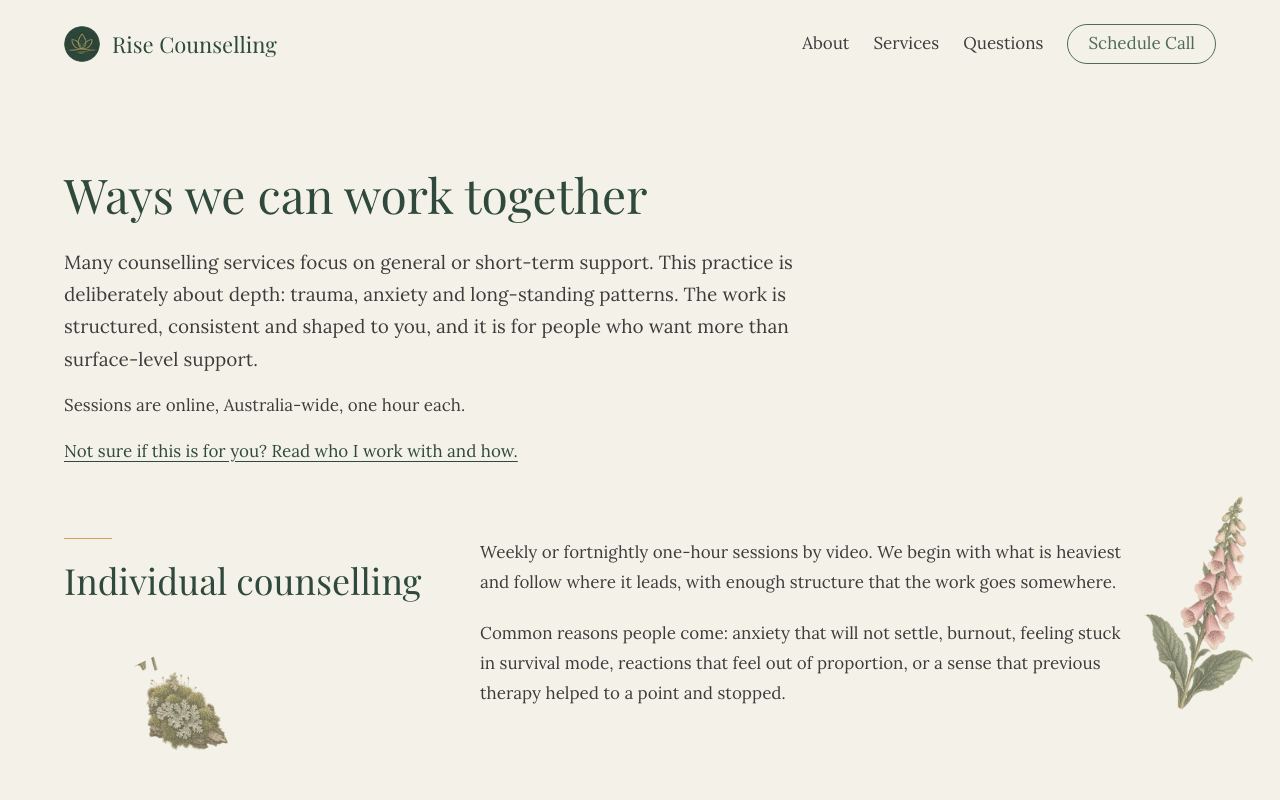 Rise Counselling
About
Services
Questions
Schedule Call
Ways we can work together
Many counselling services focus on general or short-term support. This practice is
deliberately about depth: trauma, anxiety and long-standing patterns. The work is
structured, consistent and shaped to you, and it is for people who want more than
surface-level support.
Sessions are online, Australia-wide, one hour each.
Not sure if this is for you? Read who I work with and how.
Individual counselling
Weekly or fortnightly one-hour sessions by video. We begin with what is heaviest
and follow where it leads, with enough structure that the work goes somewhere.
Common reasons people come: anxiety that will not settle, burnout, feeling stuck
in survival mode, reactions that feel out of proportion, or a sense that previous
therapy helped to a point and stopped.